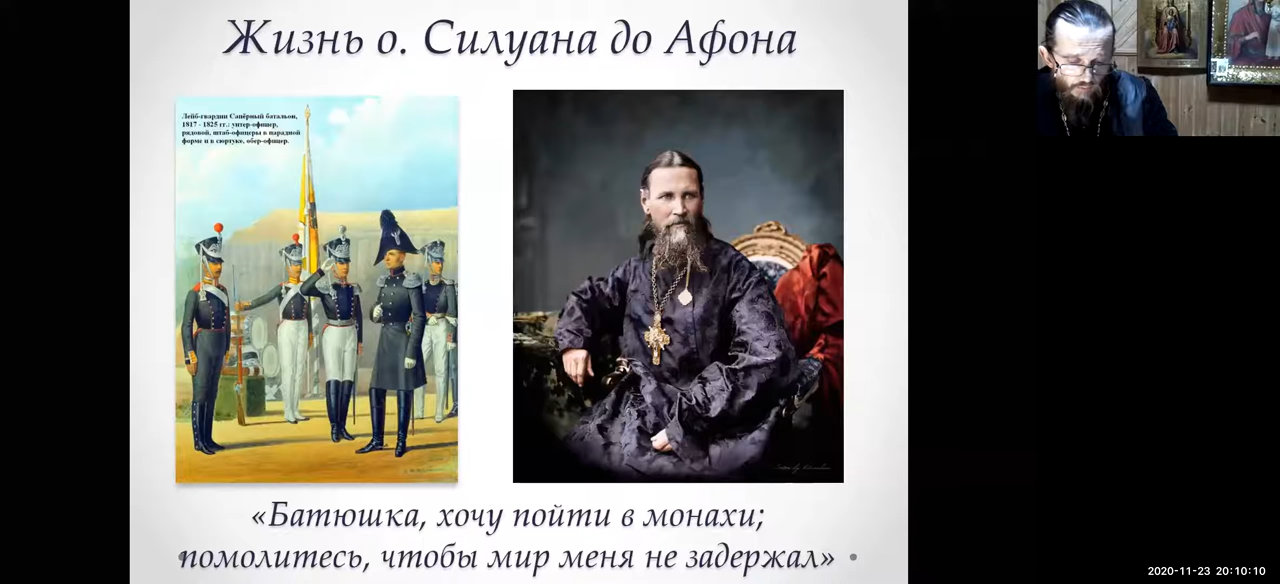 Жизнь о. Силуана до Афона
Лейб-гвардии Сапёрный батальон,
1817 - 1825 гг.: унтер-офицер,
рядовой, штаб-офицеры в парадной
форме и в сюртуке, обер-офицер.
«Батюшка, хочу пойти в монахи;
помолитесь, чтобы мир меня не задержал»
2020-11-23 20:10:10